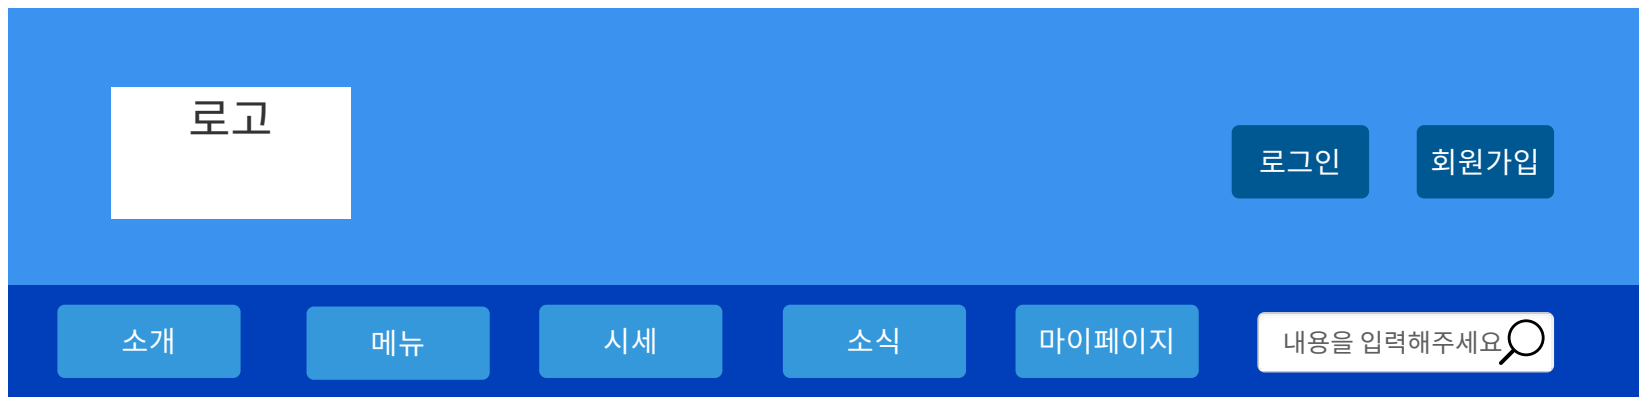 로고
로그인
회원가입
소개
메뉴
시세
소식
마이페이지
내용을 입력해주세요